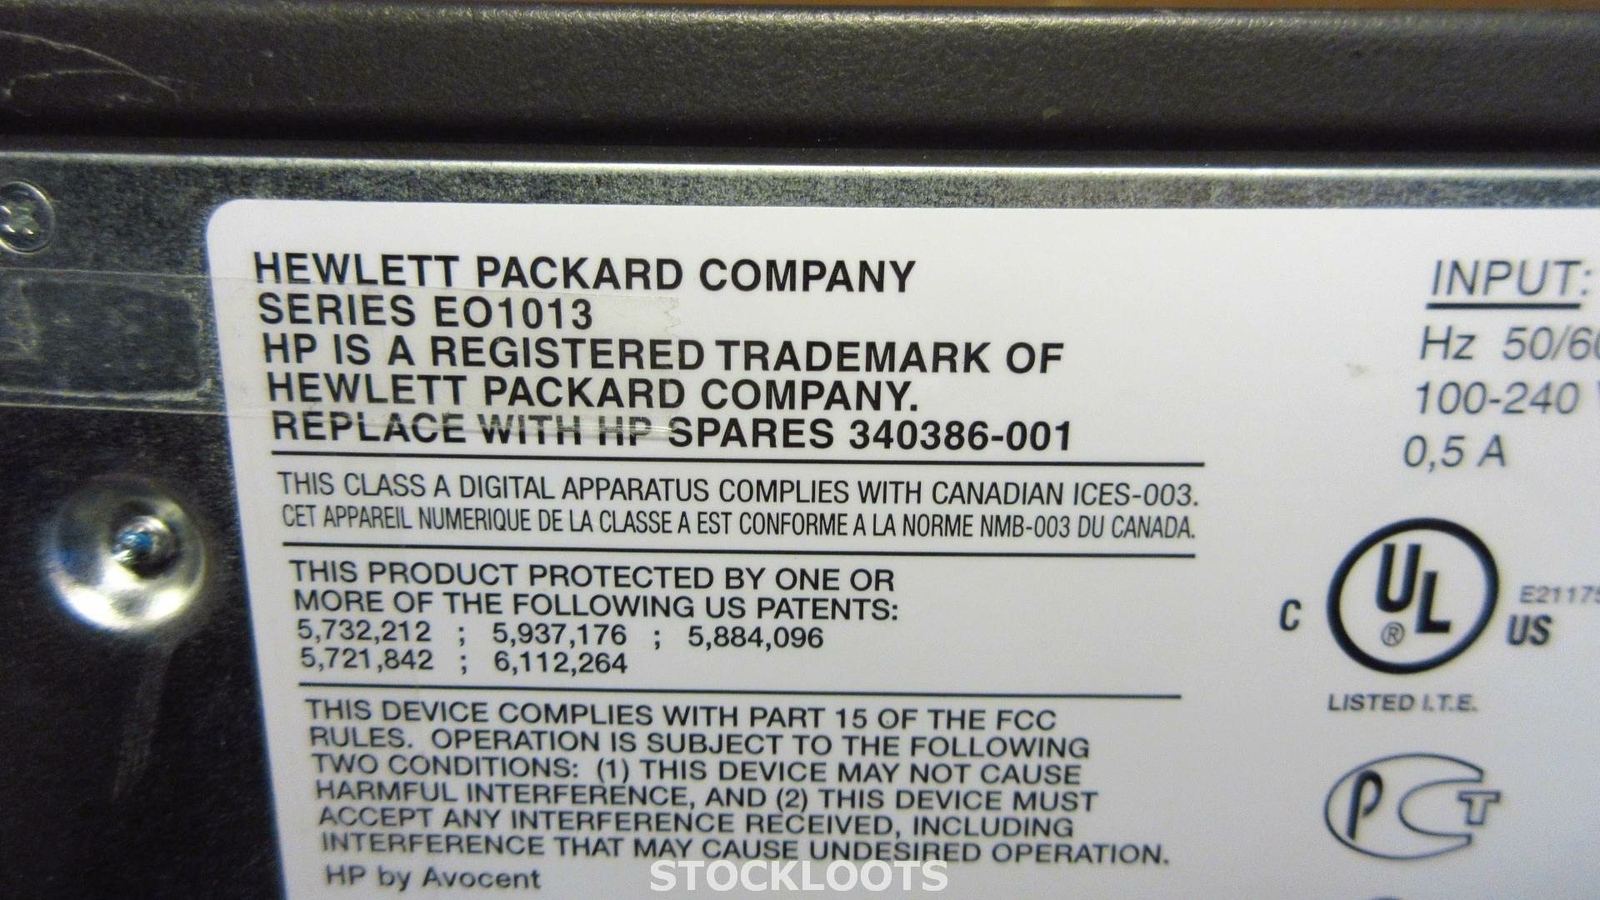 HEWLETT PACKARD COMPANY
SERIES EO1013
HP IS A REGISTERED TRADEMARK OF
HEWLETT PACKARD COMPANY.
REPLACE WITH HP SPARES 340386-001
THIS CLASS A DIGITAL APPARATUS COMPLIES WITH CANADIAN ICES-003.
CET APPAREIL NUMERIQUE DE LA CLASSE A EST CONFORME A LA NORME NMB-003 DU CANADA.
THIS PRODUCT PROTECTED BY ONE OR
MORE OF THE FOLLOWING US PATENTS:
5,732,212 ; 5,937,176 ; 5,884,096
5,721,842 ; 6,112,264
THIS DEVICE COMPLIES WITH PART 15 OF THE FCC
RULES. OPERATION IS SUBJECT TO THE FOLLOWING
TWO CONDITIONS: (1) THIS DEVICE MAY NOT CAUSE
HARMFUL INTERFERENCE, AND (2) THIS DEVICE MUST
ACCEPT ANY INTERFERENCE RECEIVED, INCLUDING
INTERFERENCE THAT MAY CAUSE UNDESIRED OPERATION.
HP by Avocent
INPUT:
Hz 50/60
100-240
0,5 A
C UL ® US
E21175
LISTED I.T.E.
PCT
STOCKLOOTS